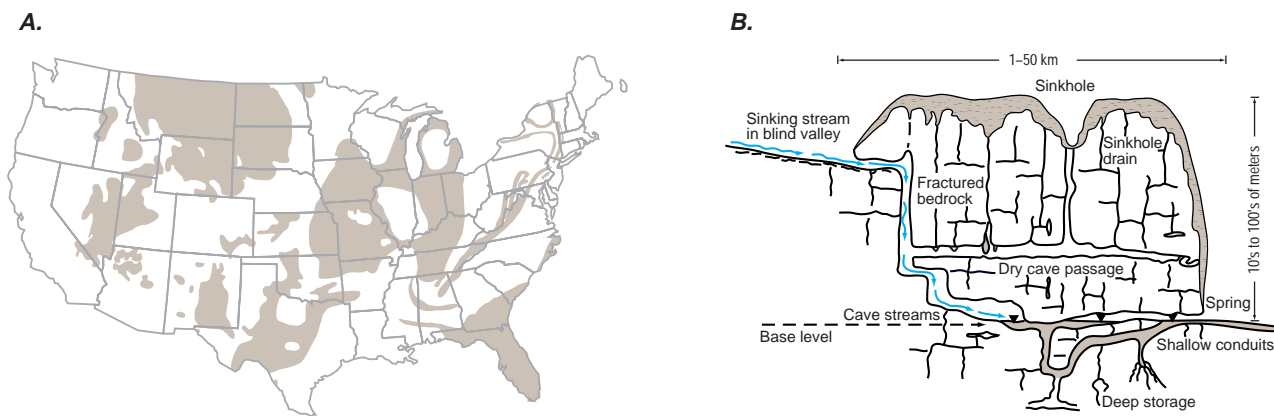 A.
B.
1–50 km
Sinkhole
Sinking stream
in blind valley
Sinkhole
drain
Fractured
bedrock
10's to 100's of meters
Dry cave passage
Spring
Cave streams
Base level
Shallow conduits
Deep storage